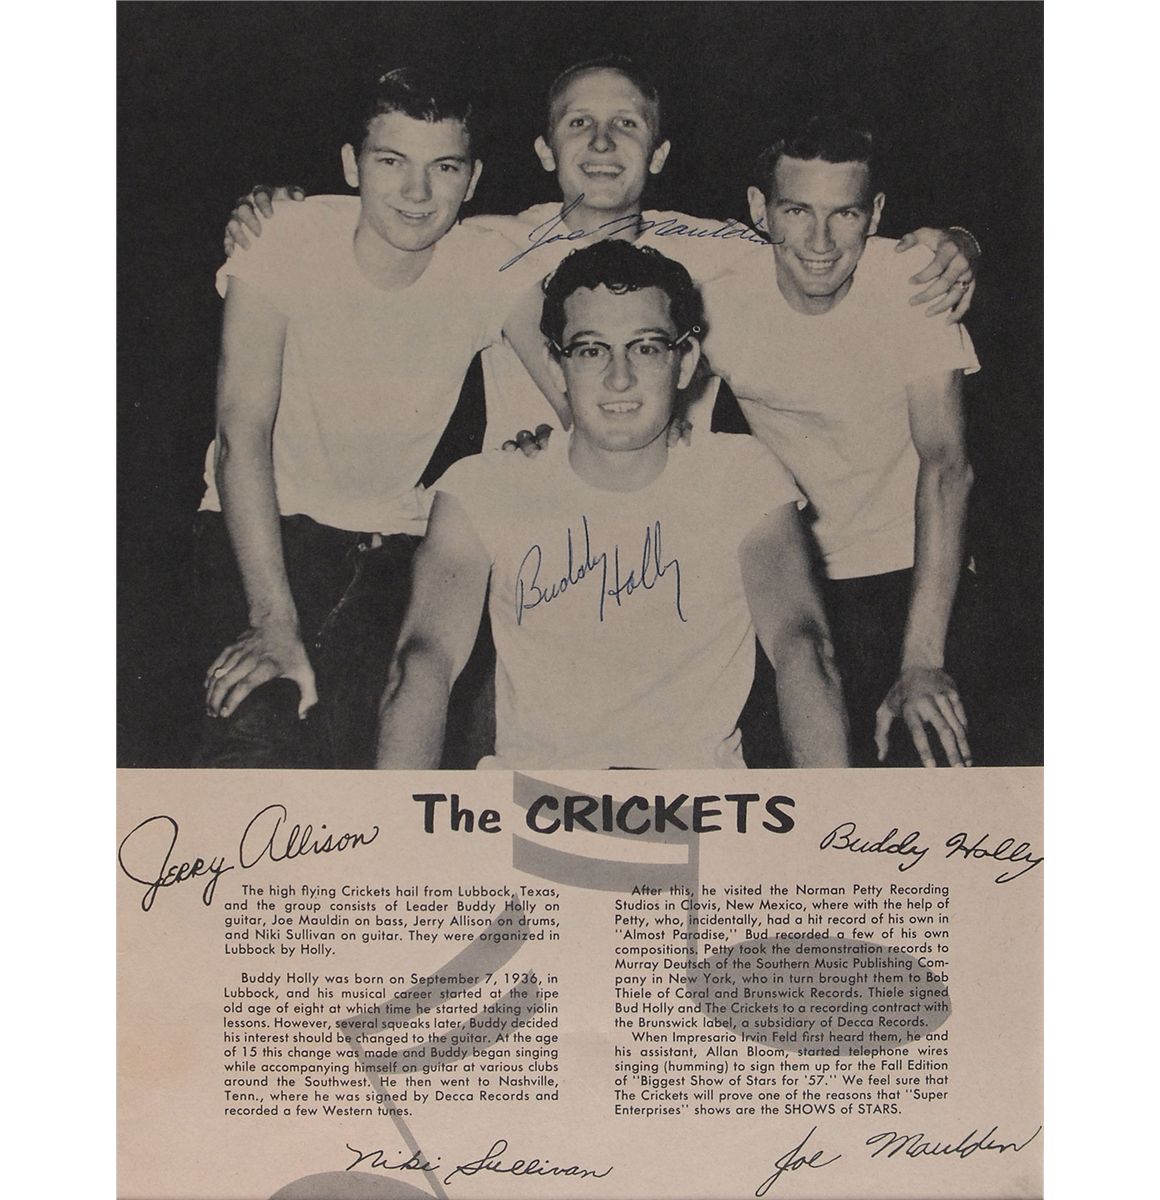 Joe Mauldin
Buddy Holly
The CRICKETS
Jerry Allison
Buddy Holly
The high flying Crickets hail from Lubbock, Texas,
and the group consists of Leader Buddy Holly on
guitar, Joe Mauldin on bass, Jerry Allison on drums,
and Niki Sullivan on guitar. They were organized in
Lubbock by Holly.
Buddy Holly was born on September 7, 1936, in
Lubbock, and his musical career started at the ripe
old age of eight at which time he started taking violin
lessons. However, several squeaks later, Buddy decided
his interest should be changed to the guitar. At the age
of 15 this change was made and Buddy began singing
while accompanying himself on guitar at various clubs
around the Southwest. He then went to Nashville,
Tenn., where he was signed by Decca Records and
recorded a few Western tunes.
After this, he visited the Norman Petty Recording
Studios in Clovis, New Mexico, where with the help of
Petty, who, incidentally, had a hit record of his own in
"Almost Paradise," Bud recorded a few of his own
compositions. Petty took the demonstration records to
Murray Deutsch of the Southern Music Publishing Com-
pany in New York, who in turn brought them to Bob
Thiele of Coral and Brunswick Records. Thiele signed
Bud Holly and The Crickets to a recording contract with
the Brunswick label, a subsidiary of Decca Records.
When Impresario Irvin Feld first heard them, he and
his assistant, Allan Bloom, started telephone wires
singing (humming) to sign them up for the Fall Edition
of "Biggest Show of Stars for '57." We feel sure that
The Crickets will prove one of the reasons that "Super
Enterprises" shows are the SHOWS of STARS.
Niki Sullivan
Joe Mauldin